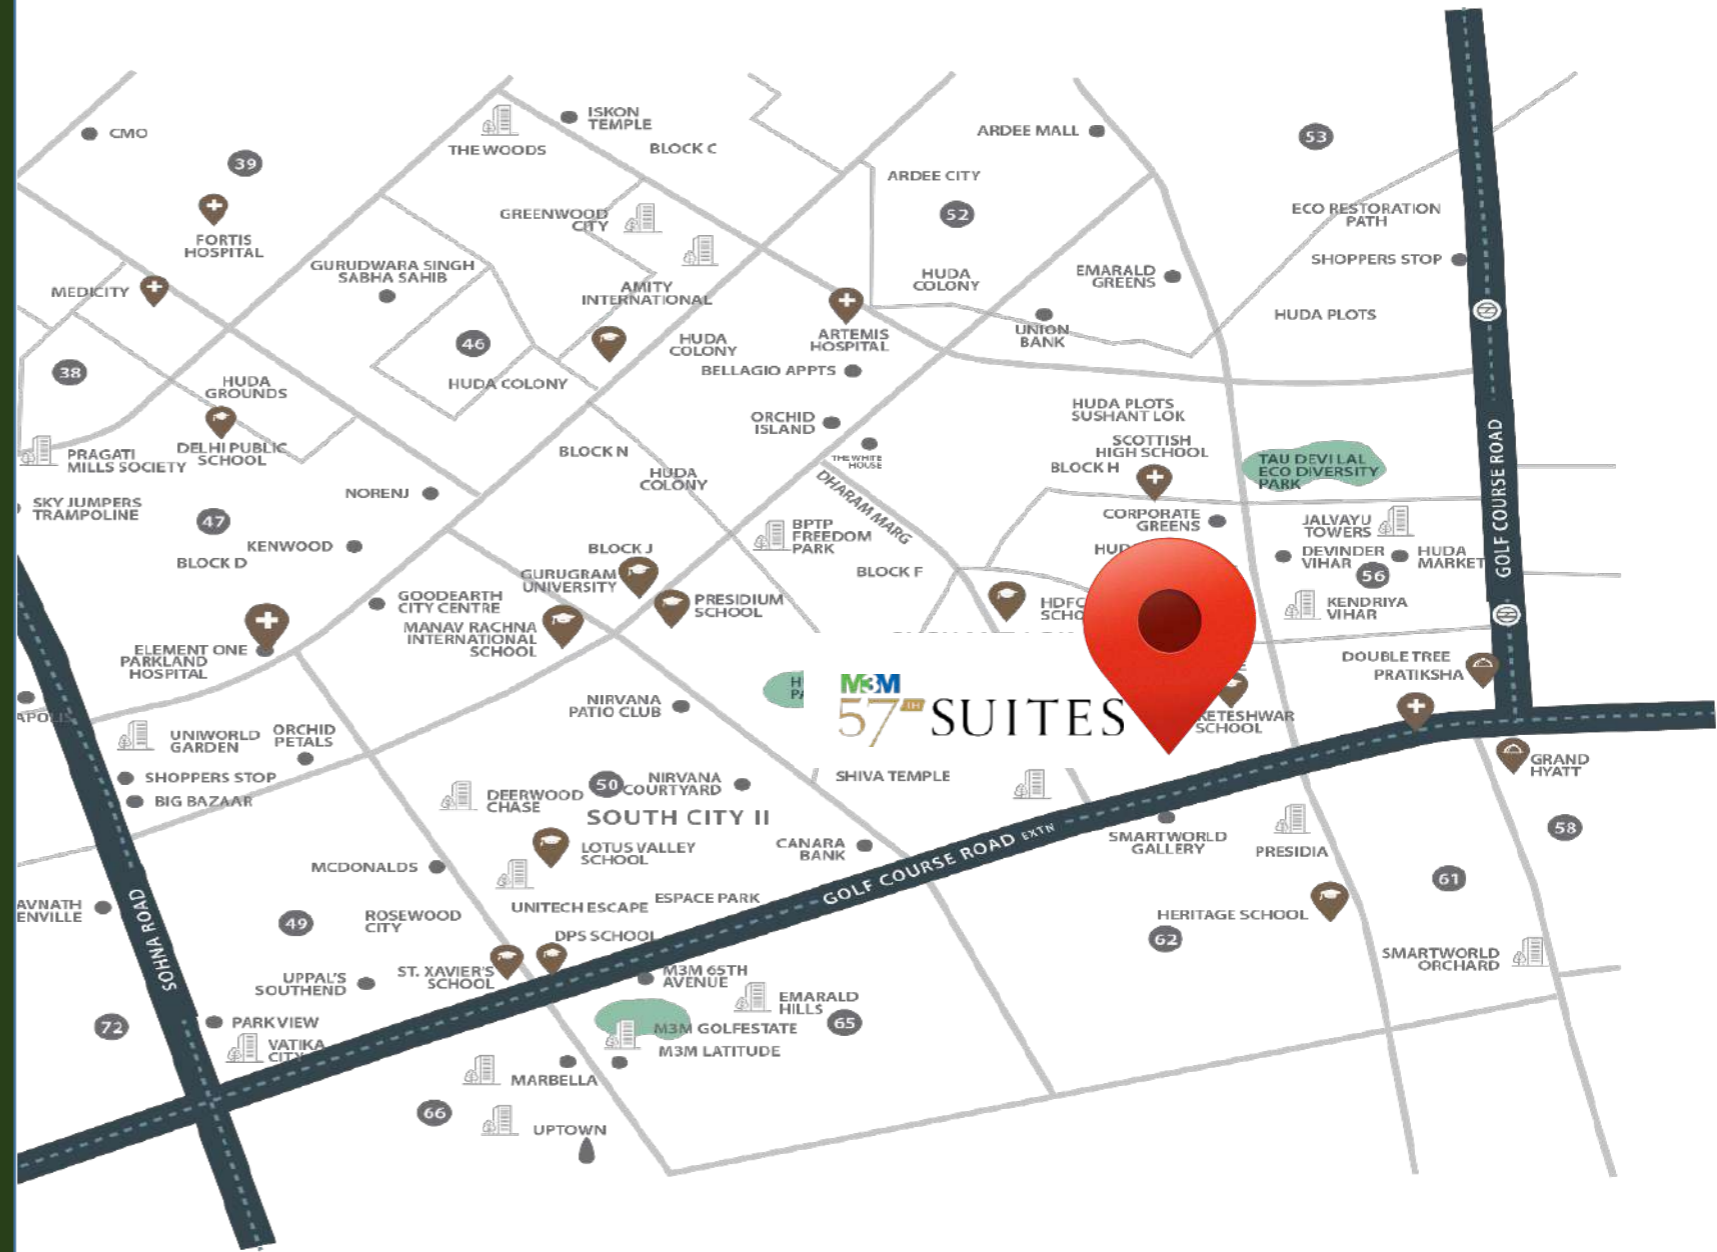 CMO
39
FORTIS
HOSPITAL
MEDICITY
38
THE WOODS
ISKON
TEMPLE
BLOCK C
GREENWOOD
CITY
GURUDWARA SINGH
SABHA SAHIB
AMITY
INTERNATIONAL
46
HUDA COLONY
HUDA
COLONY
ARTEMIS
HOSPITAL
BELLAGIO APPTS
ORCHID
ISLAND
THE WHITE
HOUSE
ARDEE MALL
ARDEE CITY
52
HUDA
COLONY
EMARALD
GREENS
UNION
BANK
53
ECO RESTORATION
PATH
SHOPPERS STOP
HUDA PLOTS
HUDA
GROUNDS
DELHI PUBLIC
SCHOOL
PRAGATI
MILLS SOCIETY
SKY JUMPERS
TRAMPOLINE
47
BLOCK D
NORENJ
KENWOOD
BLOCK N
HUDA
COLONY
BLOCK J
GURUGRAM
UNIVERSITY
PRESIDIUM
SCHOOL
BPTP
FREEDOM
PARK
DHARAM MARG
BLOCK F
HUDA PLOTS
SUSHANT LOK
SCOTTISH
HIGH SCHOOL
BLOCK H
CORPORATE
GREENS
TAU DEVI LAL
ECO DIVERSITY
PARK
JALVAYU
TOWERS
DEVINDER
VIHAR
HUDA
MARKET
56
KENDRIYA
VIHAR
GOLF COURSE ROAD
HDFC
SCHO
DOUBLE TREE
PRATIKSHA
GOODEARTH
CITY CENTRE
MANAV RACHNA
INTERNATIONAL
SCHOOL
ELEMENT ONE
PARKLAND
HOSPITAL
APOLIS
UNIWORLD
GARDEN
ORCHID
PETALS
SHOPPERS STOP
BIG BAZAAR
NIRVANA
PATIO CLUB
M3M
57TH SUITES
RETESHWAR
SCHOOL
GRAND
HYATT
SHIVA TEMPLE
DEERWOOD
CHASE
50
NIRVANA
COURTYARD
SOUTH CITY II
LOTUS VALLEY
SCHOOL
CANARA
BANK
GOLF COURSE ROAD EXTN
SMARTWORLD
GALLERY
PRESIDIA
58
61
MCDONALDS
AVNATH
ENVILLE
SOHNA ROAD
49
ROSEWOOD
CITY
UNITECH ESCAPE
ESPACE PARK
DPS SCHOOL
HERITAGE SCHOOL
62
SMARTWORLD
ORCHARD
UPPAL'S
SOUTHEND
ST. XAVIER'S
SCHOOL
M3M 65TH
AVENUE
EMARALD
HILLS
65
M3M GOLFESTATE
M3M LATITUDE
72
PARKVIEW
VATIKA
CITY
MARBELLA
66
UPTOWN